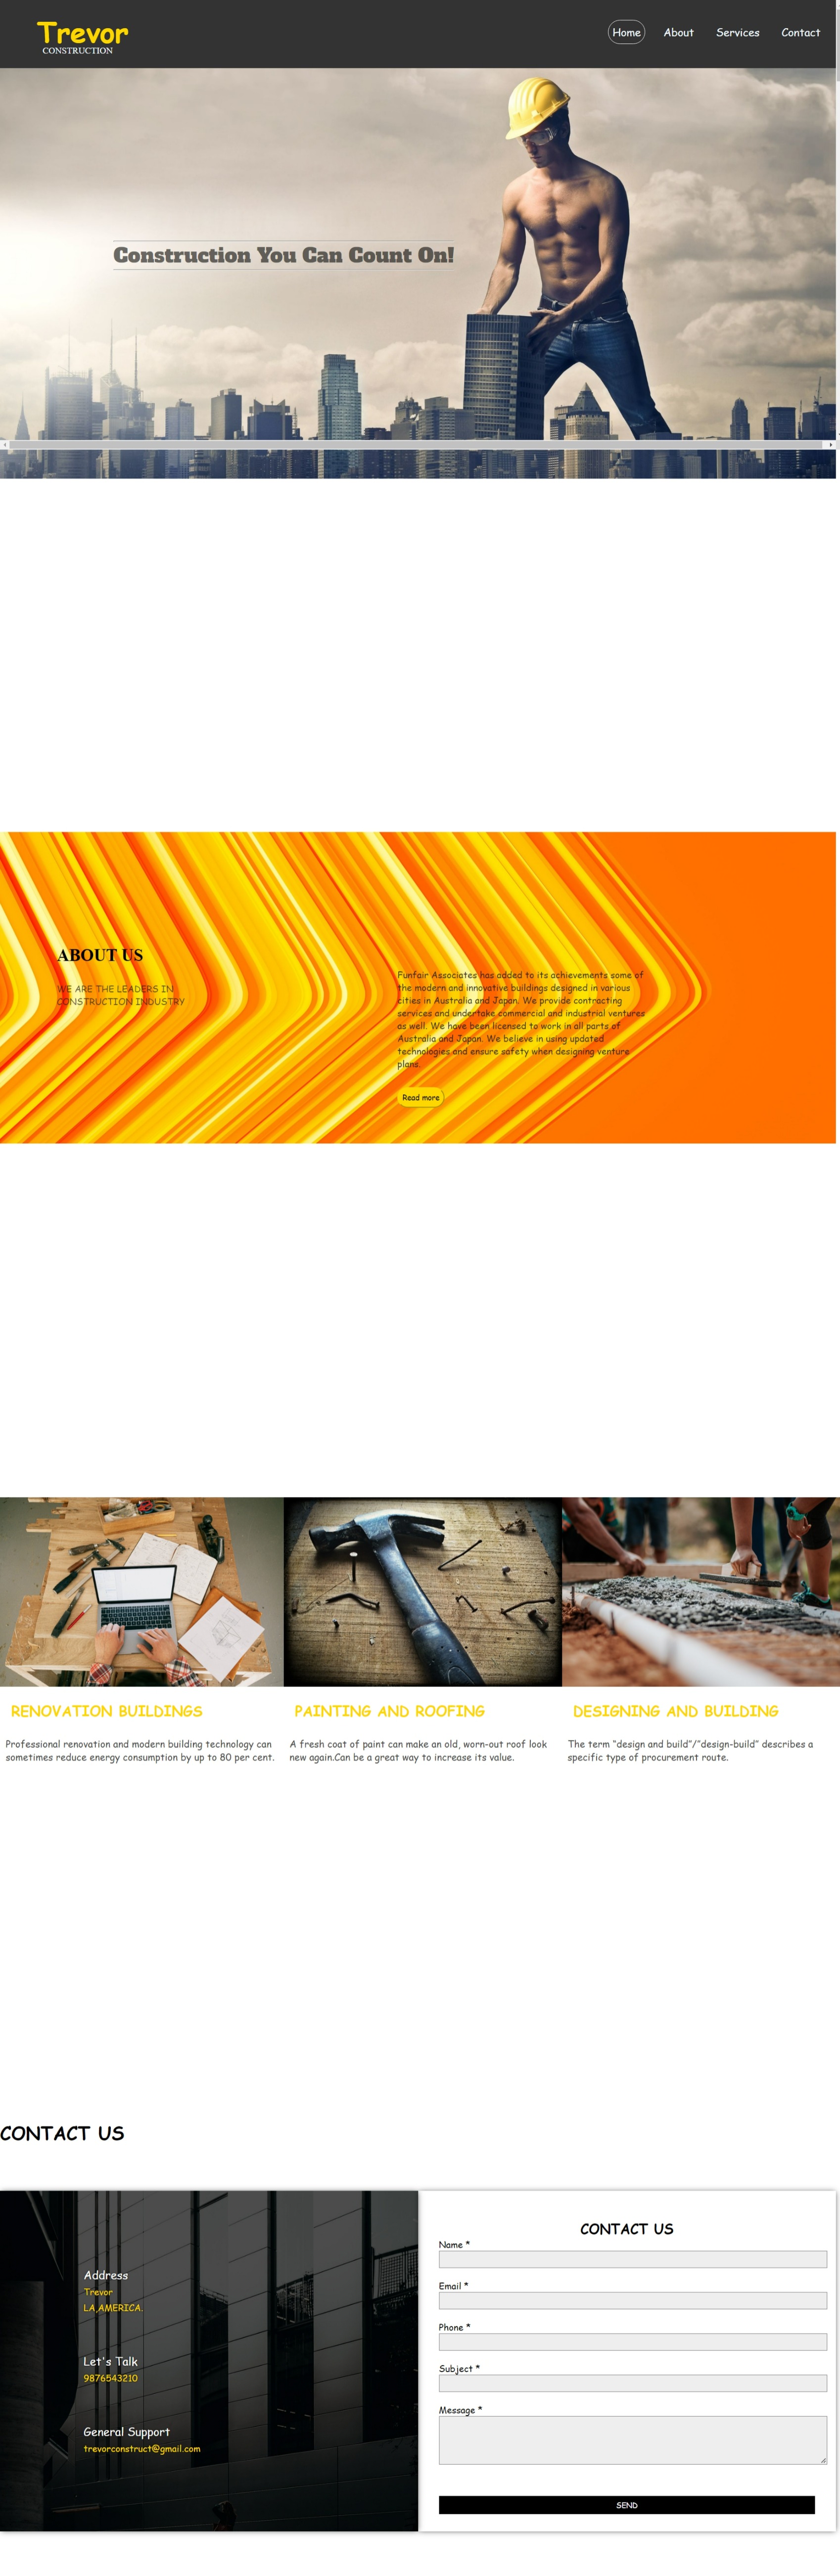 Trevor
CONSTRUCTION
Home About Services Contact
Construction You Can Count On!
ABOUT US
WE ARE THE LEADERS IN
CONSTRUCTION INDUSTRY
Funfair Associates has added to its achievements some of
the modern and innovative buildings designed in various
cities in Australia and Japan. We provide contracting
services and undertake commercial and industrial ventures
as well. We have been licensed to work in all parts of
Australia and Japan. We believe in using updated
technologies and ensure safety when designing venture
plans.
Read more
RENOVATION BUILDINGS
Professional renovation and modern building technology can
sometimes reduce energy consumption by up to 80 per cent.
PAINTING AND ROOFING
A fresh coat of paint can make an old, worn-out roof look
new again.Can be a great way to increase its value.
DESIGNING AND BUILDING
The term “design and build”/“design-build” describes a
specific type of procurement route.
CONTACT US
Address
Trevor
LA,AMERICA.
Let's Talk
9876543210
General Support
trevorconstruct@gmail.com
CONTACT US
Name *
Email *
Phone *
Subject *
Message *
SEND